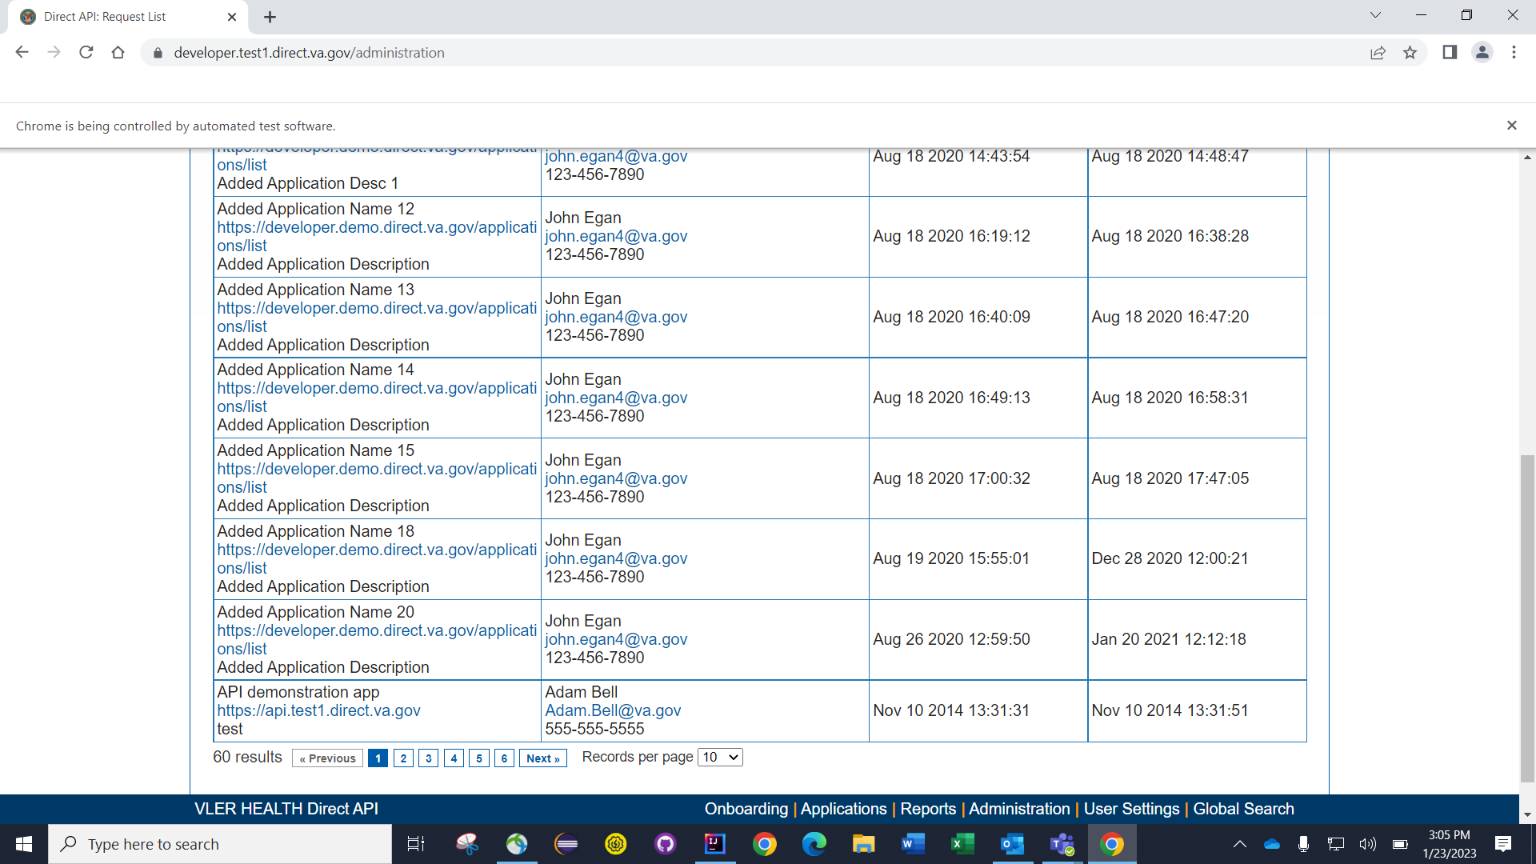 Direct API: Request List
developer.test1.direct.va.gov/administration
Chrome is being controlled by automated test software.
ons/list
Added Application Desc 1
john.egan4@va.gov
123-456-7890
Aug 18 2020 14:43:54
Aug 18 2020 14:48:47
Added Application Name 12
https://developer.demo.direct.va.gov/applicati
ons/list
Added Application Description
John Egan
john.egan4@va.gov
123-456-7890
Aug 18 2020 16:19:12
Aug 18 2020 16:38:28
Added Application Name 13
https://developer.demo.direct.va.gov/applicati
ons/list
Added Application Description
John Egan
john.egan4@va.gov
123-456-7890
Aug 18 2020 16:40:09
Aug 18 2020 16:47:20
Added Application Name 14
https://developer.demo.direct.va.gov/applicati
ons/list
Added Application Description
John Egan
john.egan4@va.gov
123-456-7890
Aug 18 2020 16:49:13
Aug 18 2020 16:58:31
Added Application Name 15
https://developer.demo.direct.va.gov/applicati
ons/list
Added Application Description
John Egan
john.egan4@va.gov
123-456-7890
Aug 18 2020 17:00:32
Aug 18 2020 17:47:05
Added Application Name 18
https://developer.demo.direct.va.gov/applicati
ons/list
Added Application Description
John Egan
john.egan4@va.gov
123-456-7890
Aug 19 2020 15:55:01
Dec 28 2020 12:00:21
Added Application Name 20
https://developer.demo.direct.va.gov/applicati
ons/list
Added Application Description
John Egan
john.egan4@va.gov
123-456-7890
Aug 26 2020 12:59:50
Jan 20 2021 12:12:18
API demonstration app
https://api.test1.direct.va.gov
test
Adam Bell
Adam.Bell@va.gov
555-555-5555
Nov 10 2014 13:31:31
Nov 10 2014 13:31:51
60 results « Previous 1 2 3 4 5 6 Next » Records per page 10
VLER HEALTH Direct API
Onboarding | Applications | Reports | Administration | User Settings | Global Search
Type here to search
3:05 PM
1/23/2023